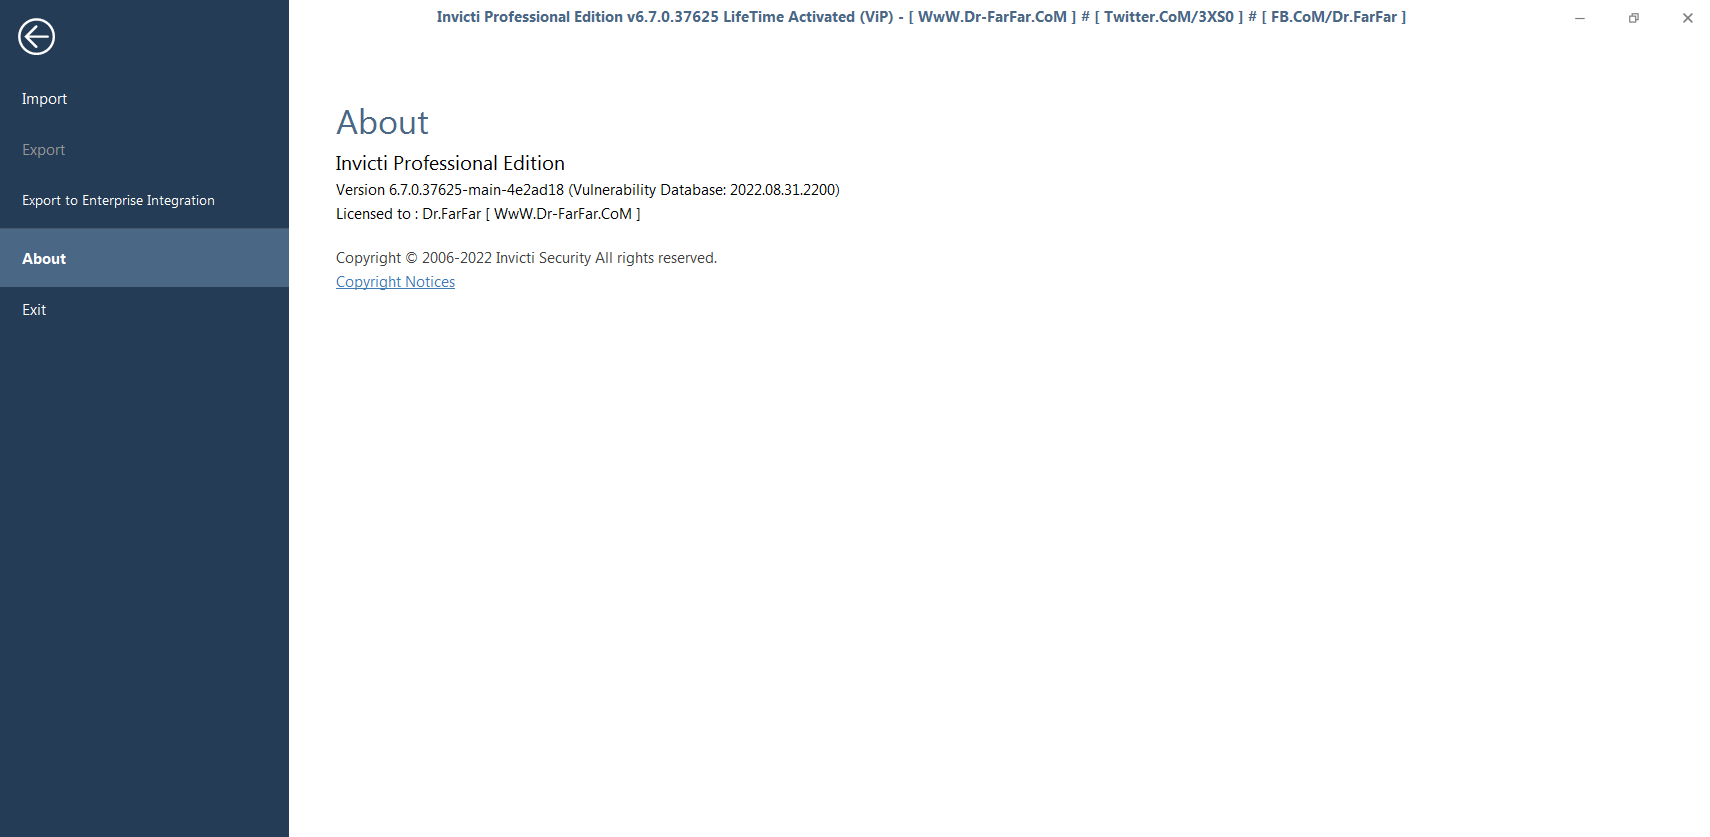 Invicti Professional Edition v6.7.0.37625 LifeTime Activated (ViP) - [ WwW.Dr-FarFar.CoM ] # [ Twitter.CoM/3XS0 ] # [ FB.CoM/Dr.FarFar ]
Import
Export
Export to Enterprise Integration
About
Exit
About
Invicti Professional Edition
Version 6.7.0.37625-main-4e2ad18 (Vulnerability Database: 2022.08.31.2200)
Licensed to : Dr.FarFar [ WwW.Dr-FarFar.CoM ]
Copyright © 2006-2022 Invicti Security All rights reserved.
Copyright Notices